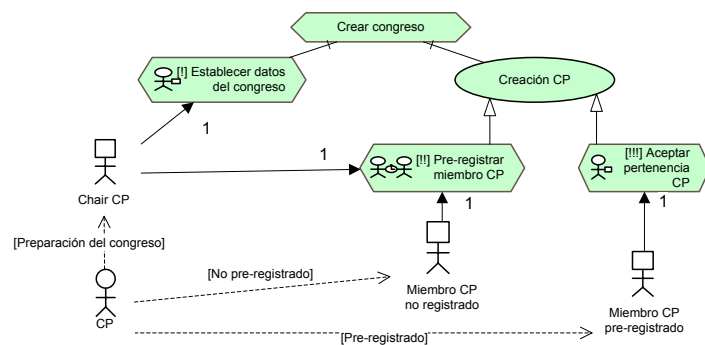 Crear congreso
[!] Establecer datos
del congreso
Creación CP
1
1
[!!] Pre-registrar
miembro CP
[!!!] Aceptar
pertenencia
CP
1
1
Chair CP
[Preparación del congreso]
[No pre-registrado]
Miembro CP
no registrado
CP
Miembro CP
pre-registrado
[Pre-registrado]